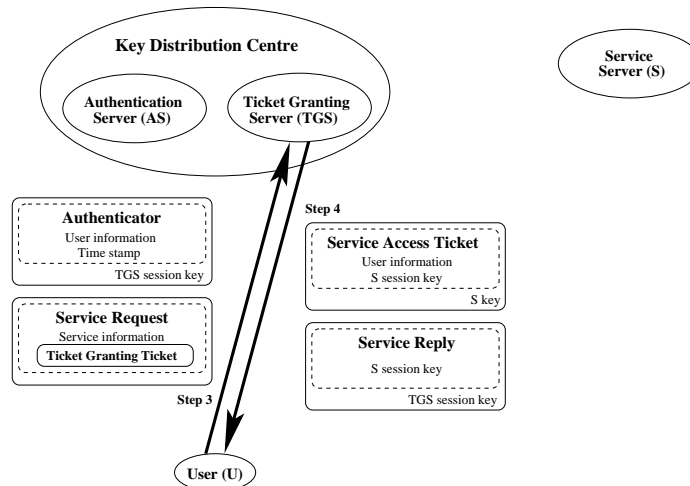 Key Distribution Centre
Service
Server (S)
Authentication
Server (AS)
Ticket Granting
Server (TGS)
Step 4
Authenticator
User information
Time stamp
TGS session key
Service Access Ticket
User information
S session key
S key
Service Request
Service information
Ticket Granting Ticket
Service Reply
S session key
TGS session key
Step 3
User (U)